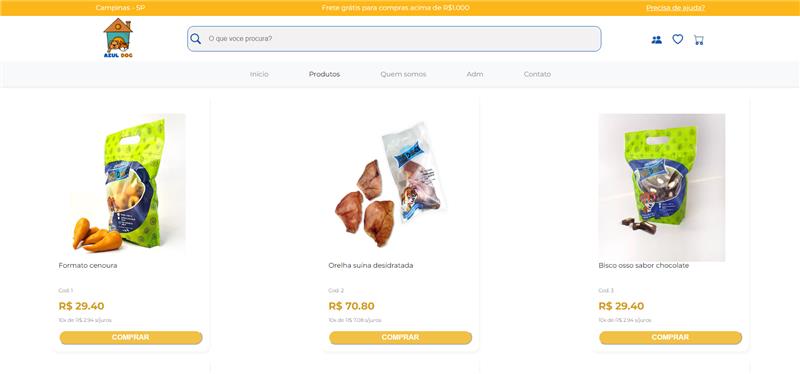 Campinas - SP
Frete grátis para compras acima de R$1.000
Precisa de ajuda?
AZUL DOG
O que voce procura?
Início
Produtos
Quem somos
Adm
Contato
Formato cenoura
Cod: 1
R$ 29.40
10x de R$ 2.94 s/juros
COMPRAR
Orelha suína desidratada
Cod: 2
R$ 70.80
10x de R$ 7.08 s/juros
COMPRAR
Bisco osso sabor chocolate
Cod: 3
R$ 29.40
10x de R$ 2.94 s/juros
COMPRAR